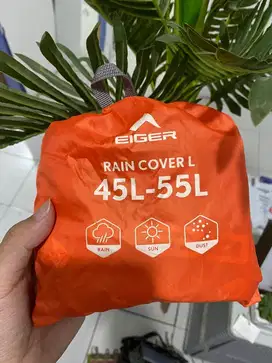 EIGER
RAIN COVER L
45L-55L
RAIN SUN DUST